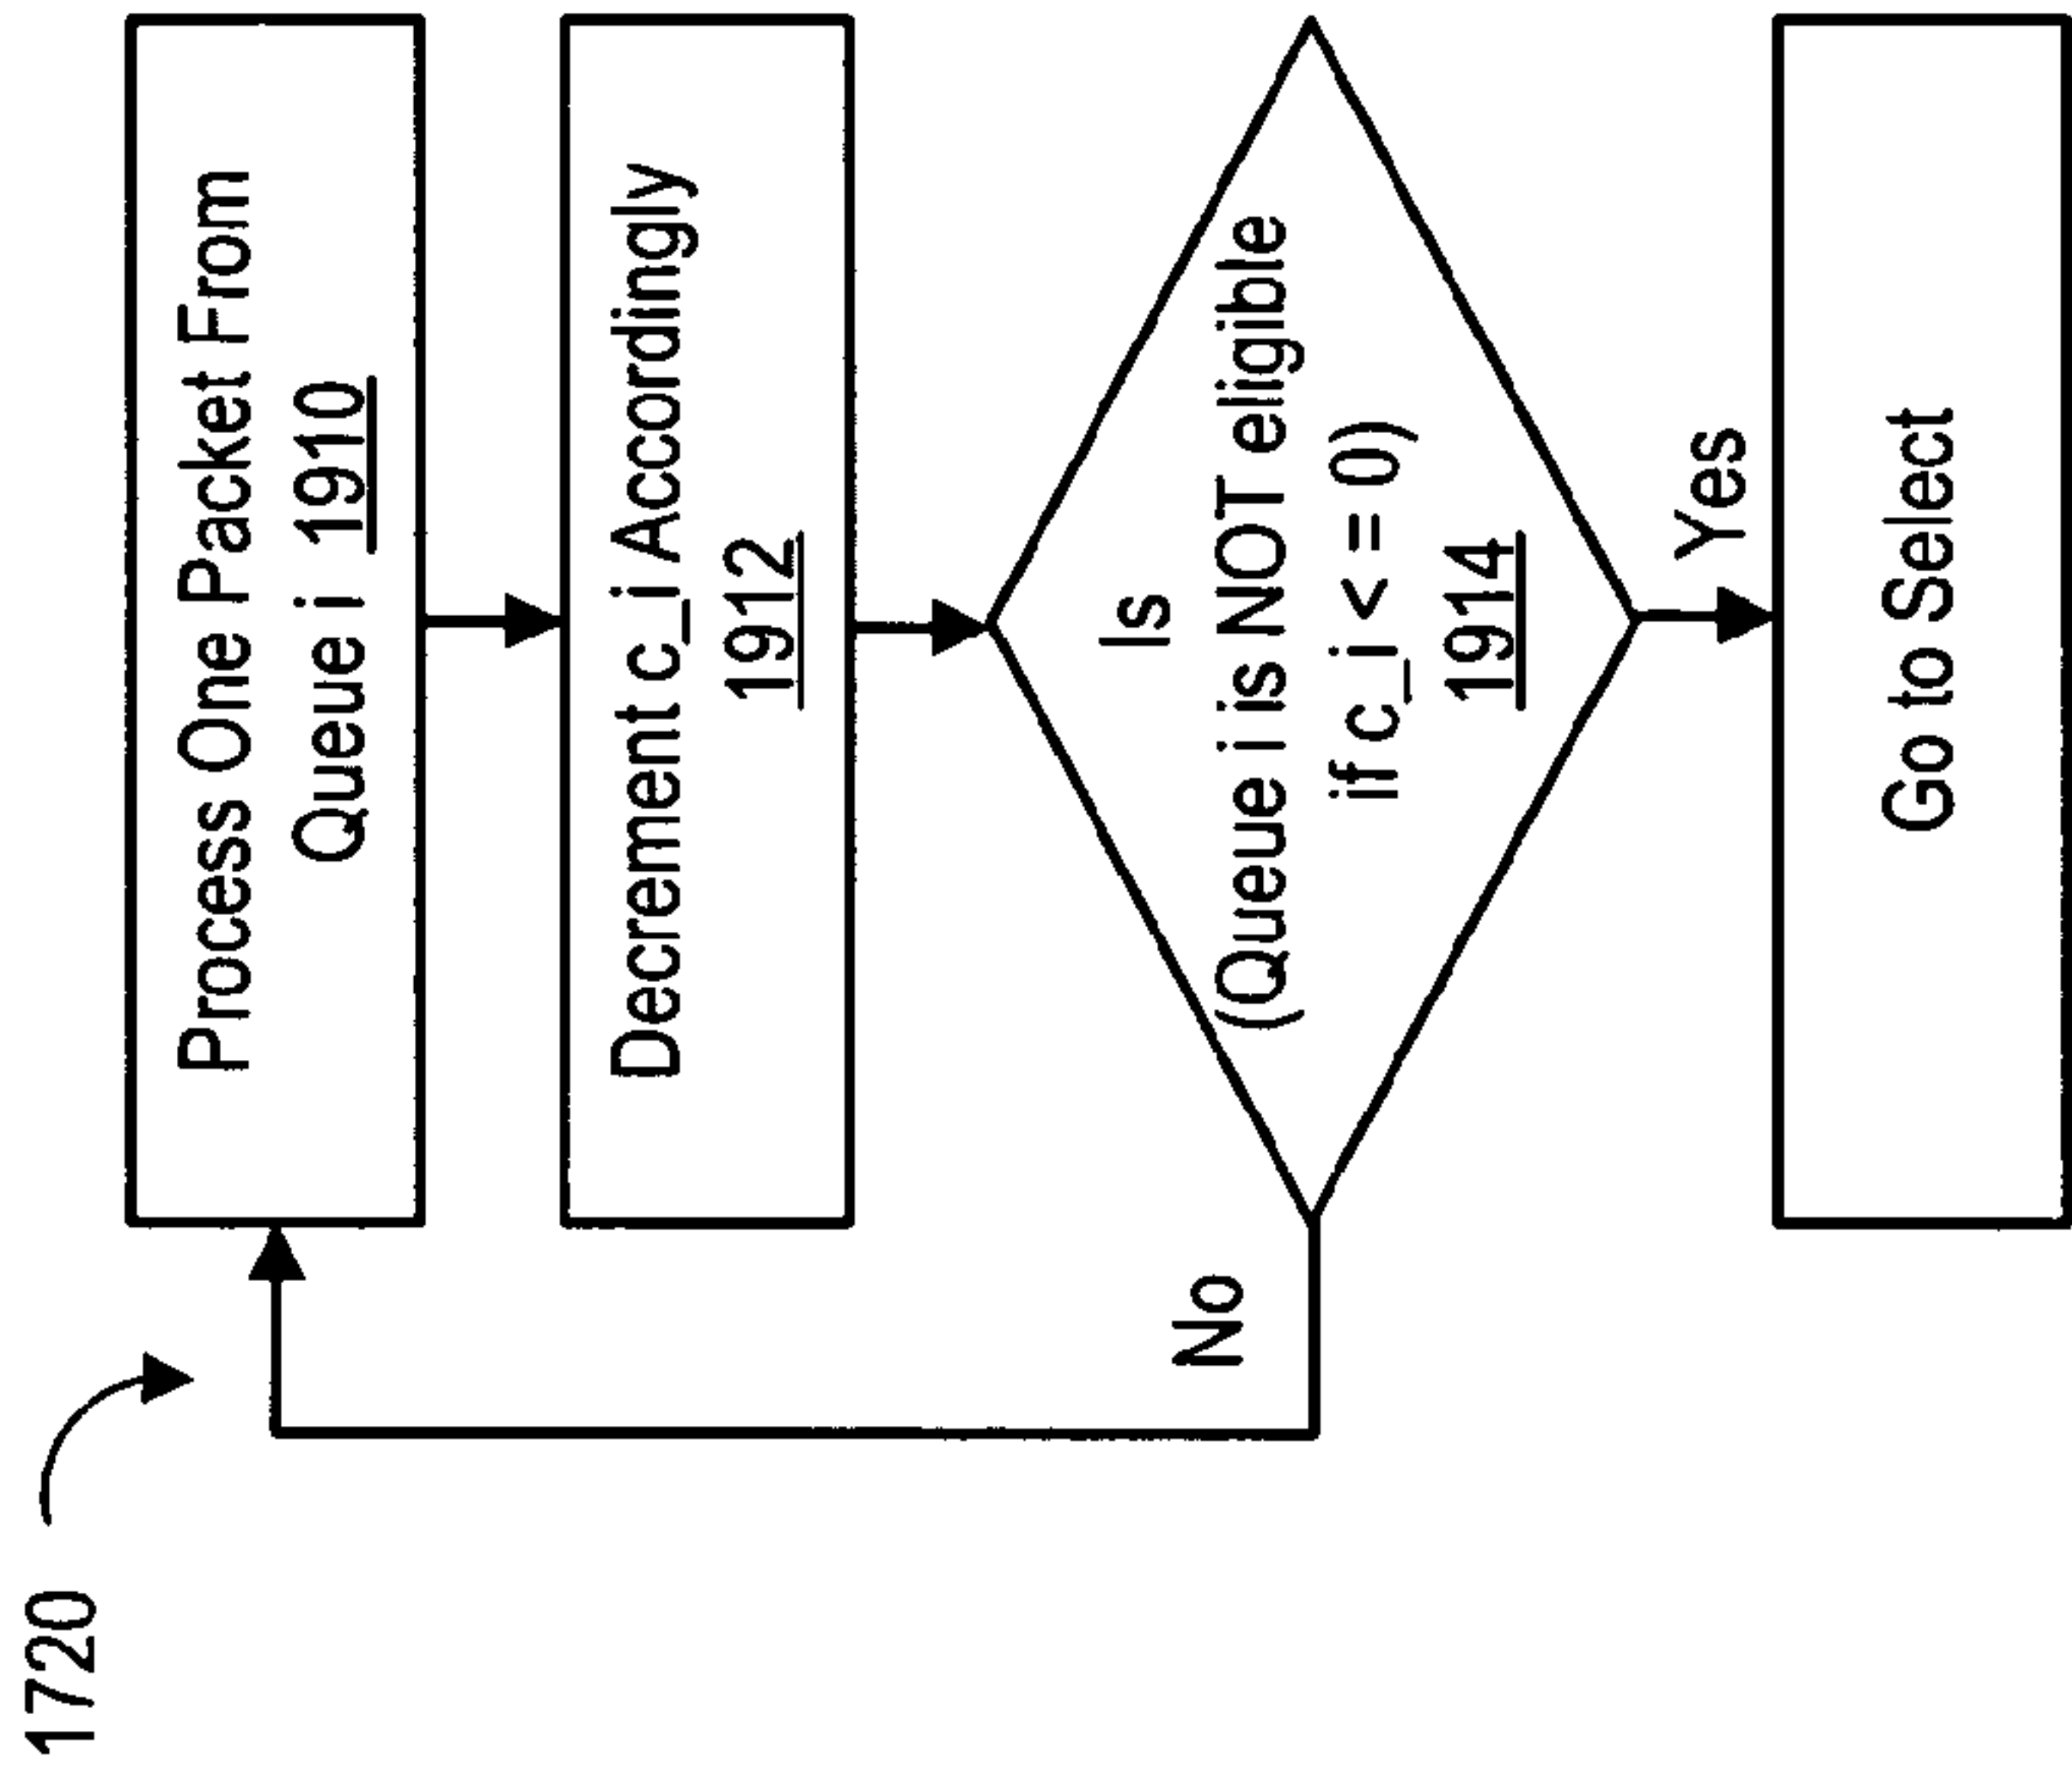 1720
Process One Packet From
Queue i 1910
Decrement c_i Accordingly
1912
Is
(Queue i is NOT eligible
if c_i < = 0)
1914
No
Yes
Go to Select